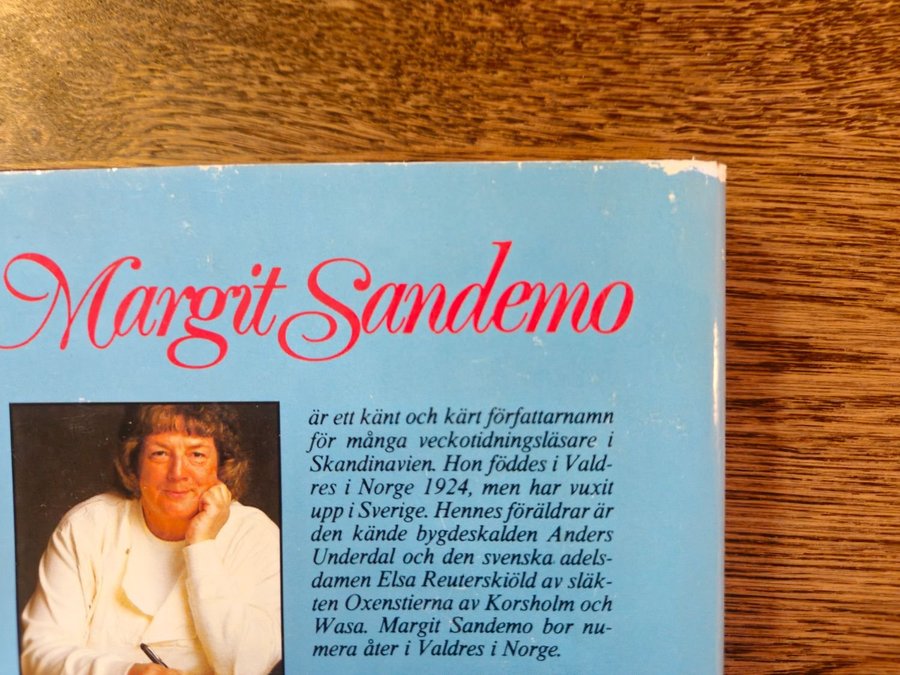 Margit Sandemo
är ett känt och kärt författarnamn
för många veckotidningsläsare i
Skandinavien. Hon föddes i Vald-
res i Norge 1924, men har vuxit
upp i Sverige. Hennes föräldrar är
den kände bygdeskalden Anders
Underdal och den svenska adels-
damen Elsa Reuterskiöld av släk-
ten Oxenstierna av Korsholm och
Wasa. Margit Sandemo bor nu-
mera åter i Valdres i Norge.